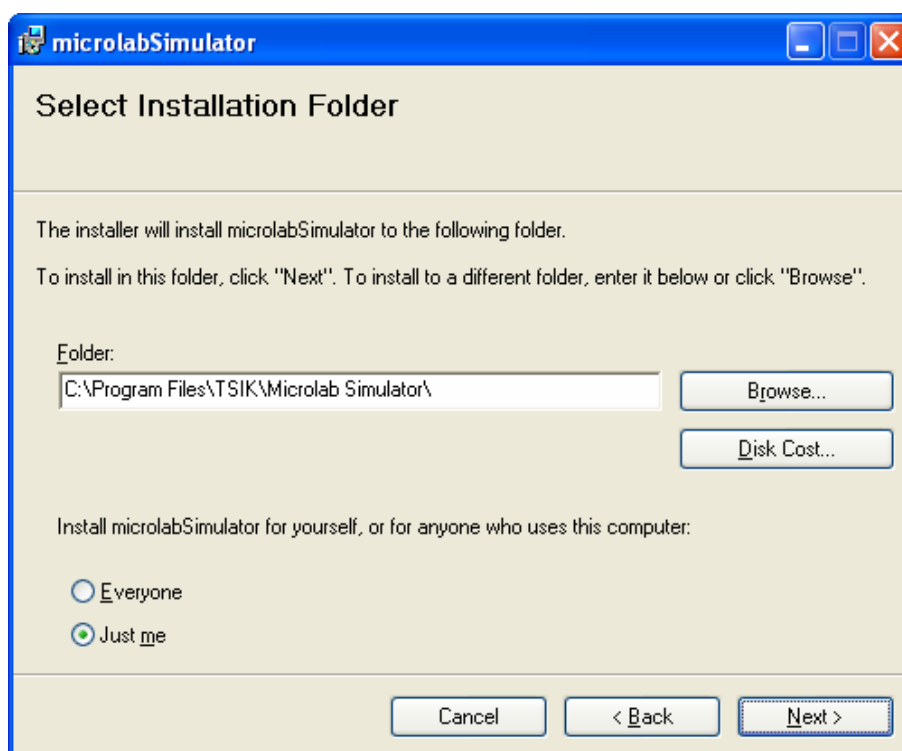 microlabSimulator
Select Installation Folder
The installer will install microlabSimulator to the following folder.
To install in this folder, click "Next". To install to a different folder, enter it below or click "Browse".
Folder:
C:\Program Files\TSIK\Microlab Simulator\
Browse...
Disk Cost...
Install microlabSimulator for yourself, or for anyone who uses this computer:
Everyone
Just me
Cancel < Back Next >